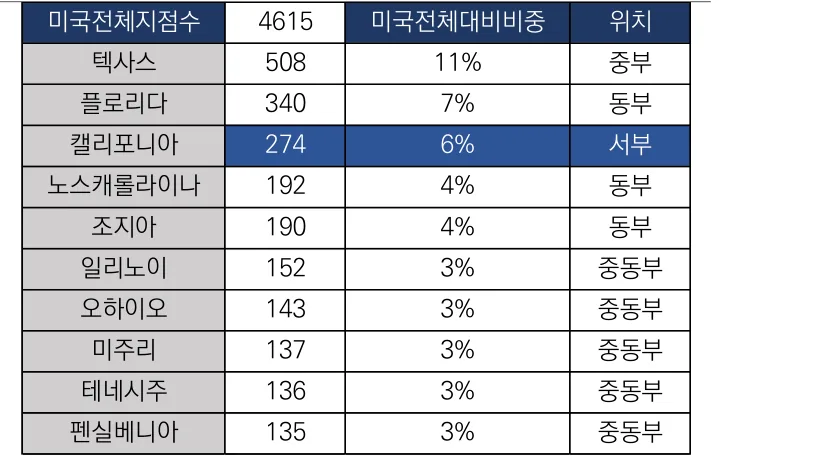 미국전체지점수 4615 미국전체대비비중 위치
텍사스 508 11% 중부
플로리다 340 7% 동부
캘리포니아 274 6% 서부
노스캐롤라이나 192 4% 동부
조지아 190 4% 동부
일리노이 152 3% 중동부
오하이오 143 3% 중동부
미주리 137 3% 중동부
테네시주 136 3% 중동부
펜실베니아 135 3% 중동부